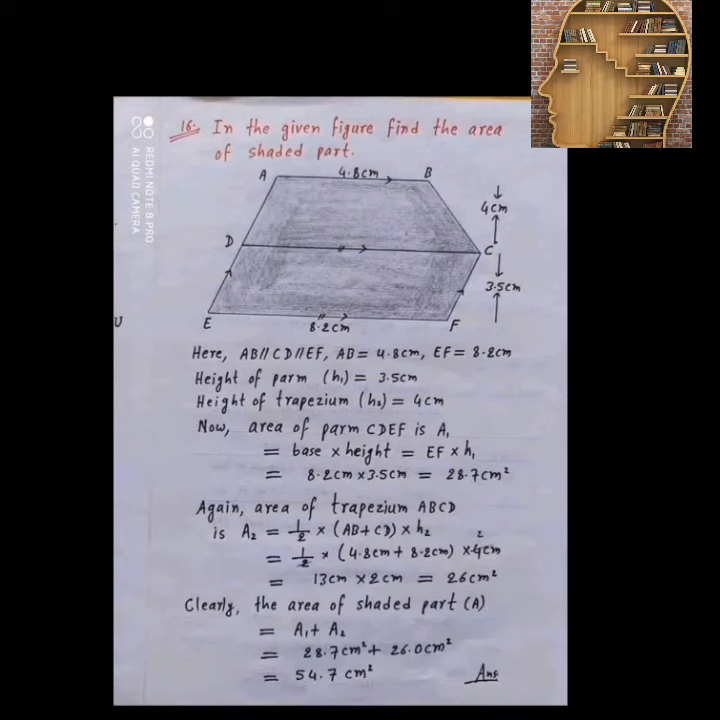 16. In the given figure find the area
of shaded part.
A 4.8cm B
4cm
D C
3.5cm
E 8.2cm F
U
Here, AB//CD//EF, AB = 4.8cm, EF = 8.2cm
Height of parm (h₁) = 3.5cm
Height of trapezium (h₂) = 4cm
Now, area of parm CDEF is A₁
= base × height = EF × h₁
= 8.2cm × 3.5cm = 28.7cm²
Again, area of trapezium ABCD
is A₂ = 1/2 × (AB + CD) × h₂
= 1/2 × (4.8cm + 8.2cm) × 4cm 2
= 13cm × 2cm = 26cm²
Clearly, the area of shaded part (A)
= A₁ + A₂
= 28.7cm² + 26.0cm²
= 54.7 cm² Ans
REDMI NOTE 8 PRO
AI QUAD CAMERA